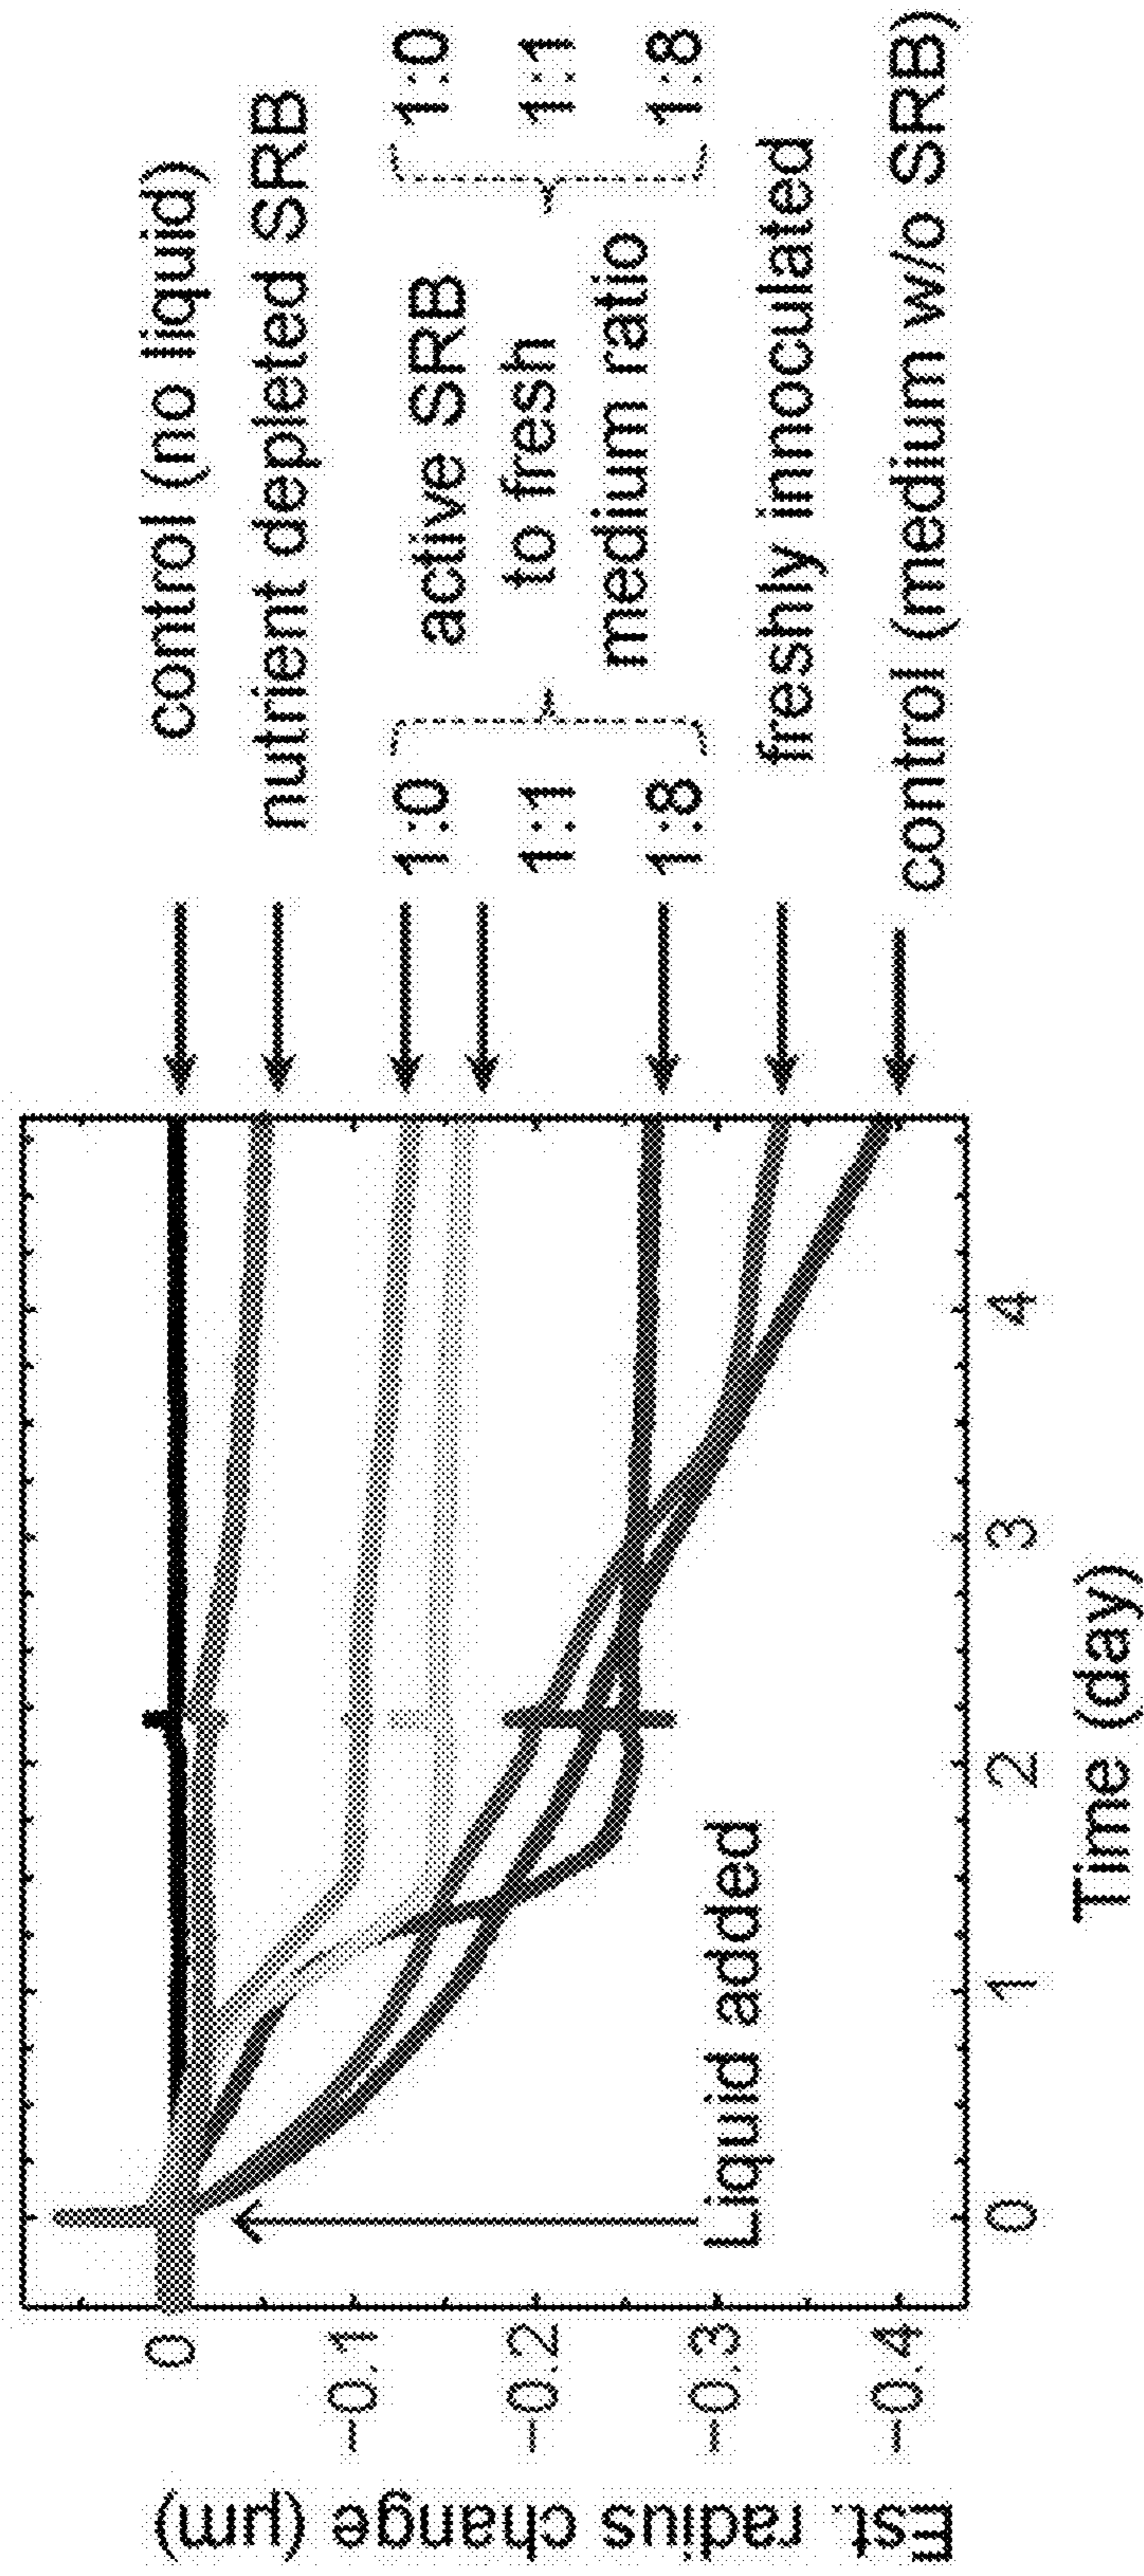 control (no liquid)
nutrient depleted SRB
1:0
1:1
1:8
active SRB
to fresh
medium ratio
1:0
1:1
1:8
freshly innoculated
control (medium w/o SRB)
Est. radius change (μm)
0
−0.1
−0.2
−0.3
−0.4
Liquid added
0
1
2
3
4
Time (day)